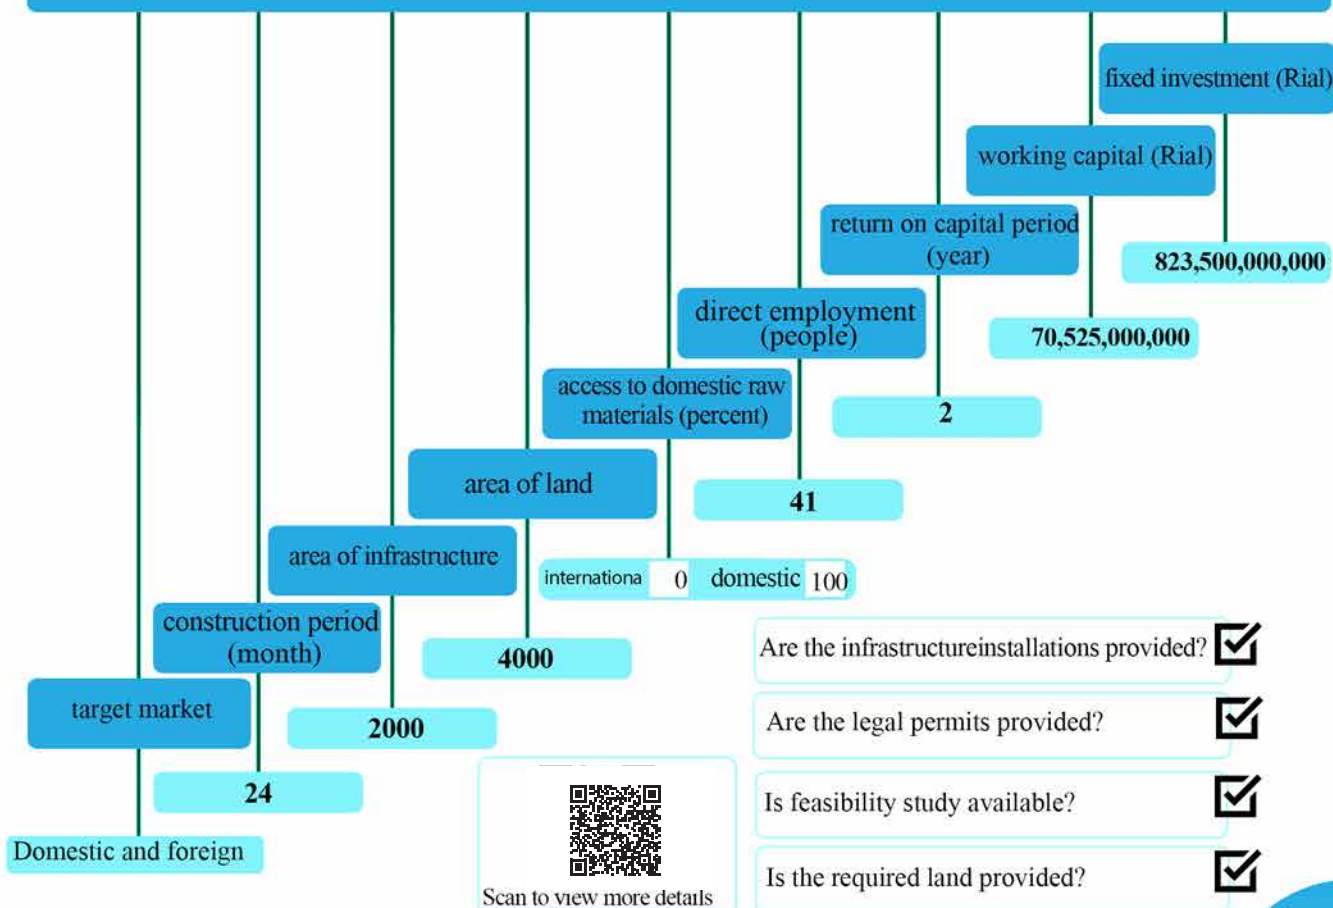 fixed investment (Rial)
823,500,000,000
working capital (Rial)
70,525,000,000
return on capital period
(year)
2
direct employment
(people)
41
access to domestic raw
materials (percent)
internationa 0 domestic 100
area of land
4000
area of infrastructure
2000
construction period
(month)
24
target market
Domestic and foreign
Are the infrastructureinstallations provided?
Are the legal permits provided?
Is feasibility study available?
Is the required land provided?
Scan to view more details